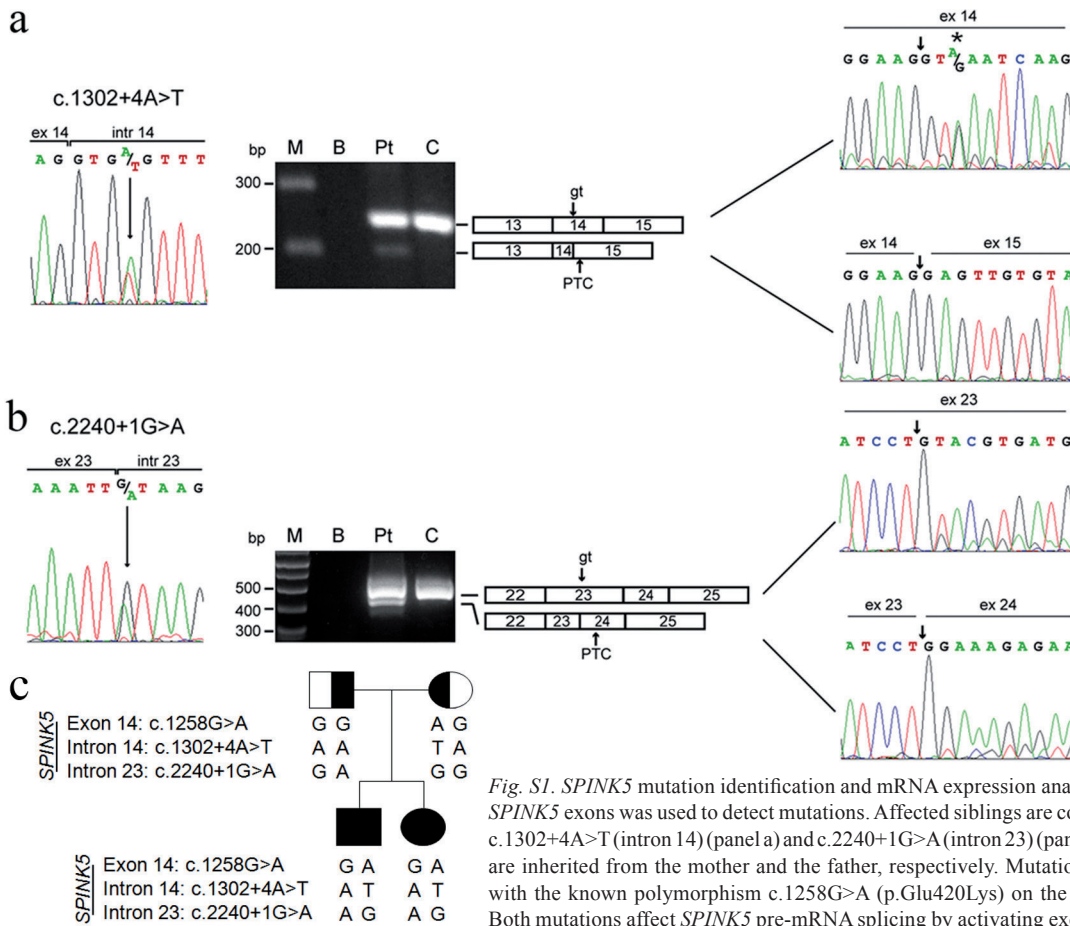 a
c.1302+4A>T
ex 14 intr 14
A G G T G A/T G T T T
bp M B Pt C
300
200
gt
13 14 15
13 14 15
PTC
ex 14
*
G G A A G G T A/G A A T C A A G
ex 14 ex 15
G G A A G G A G T T G T G T A
b
c.2240+1G>A
ex 23 intr 23
A A A T T G/A T A A G
bp M B Pt C
500
400
300
gt
22 23 24 25
22 23 24 25
PTC
ex 23
A T C C T G T A C G T G A T G
ex 23 ex 24
A T C C T G G A A A G A G A A
c
SPINK5
Exon 14: c.1258G>A G G A G
Intron 14: c.1302+4A>T A A T A
Intron 23: c.2240+1G>A G A G G
SPINK5
Exon 14: c.1258G>A G A G A
Intron 14: c.1302+4A>T A T A T
Intron 23: c.2240+1G>A A G A G
Fig. S1. SPINK5 mutation identification and mRNA expression ana
SPINK5 exons was used to detect mutations. Affected siblings are co
c.1302+4A>T (intron 14) (panel a) and c.2240+1G>A (intron 23) (pan
are inherited from the mother and the father, respectively. Mutatio
with the known polymorphism c.1258G>A (p.Glu420Lys) on the
Both mutations affect SPINK5 pre-mRNA splicing by activating exo